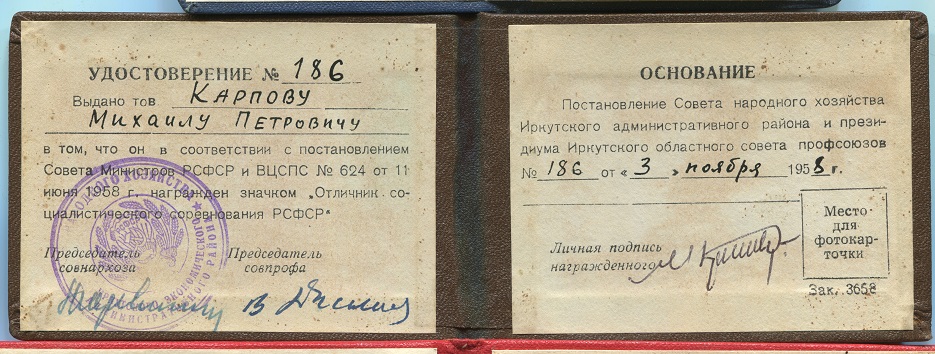 УДОСТОВЕРЕНИЕ № 186
Выдано тов КАРПОВУ
МИХАИЛУ ПЕТРОВИЧУ
в том, что он в соответствии с постановлением
Совета Министров РСФСР и ВЦСПС № 624 от 11
июня 1958 г. награжден значком „Отличник со-
циалистического соревнования РСФСР"
Председатель
совнархоза
Председатель
совпрофа
ОСНОВАНИЕ
Постановление Совета народного хозяйства
Иркутского административного района и прези-
диума Иркутского областного совета профсоюзов
№ 186 от « 3 » ноября 1958 г.
Личная подпись
награжденного
Место
для
фотокар-
точки
Зак. 3658